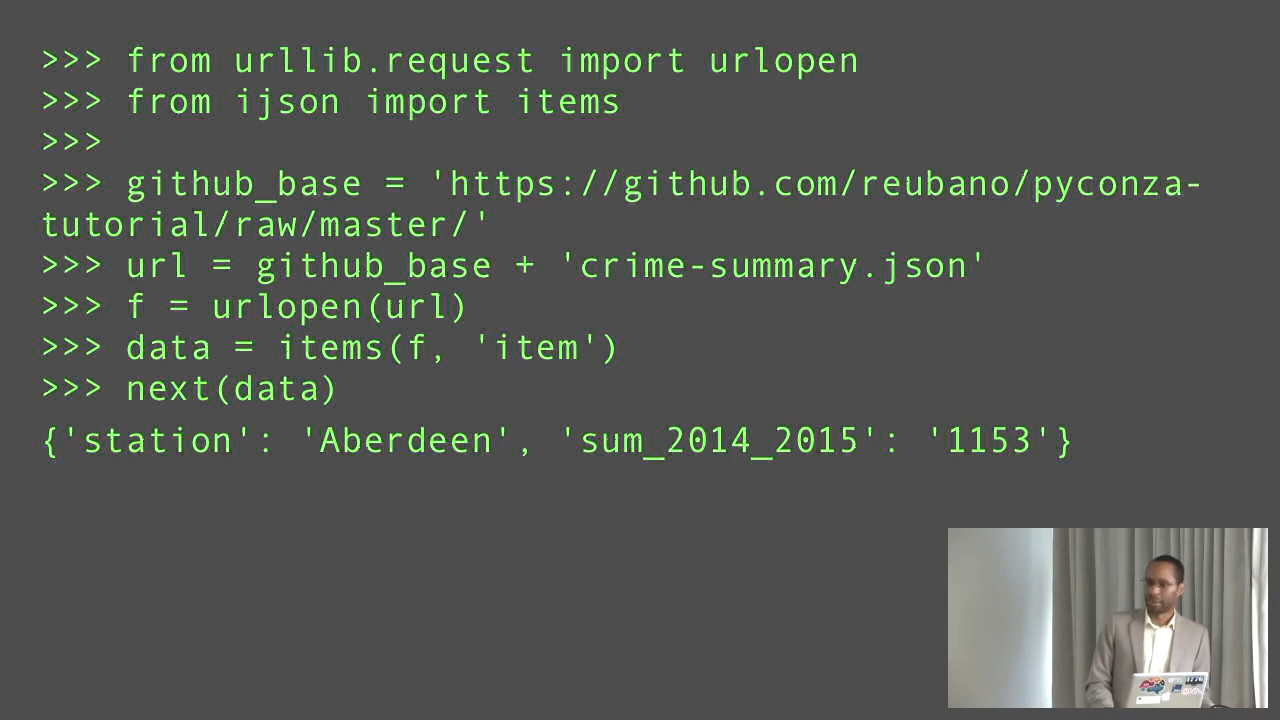 >>> from urllib.request import urlopen
>>> from ijson import items
>>>
>>> github_base = 'https://github.com/reubano/pyconza-
tutorial/raw/master/'
>>> url = github_base + 'crime-summary.json'
>>> f = urlopen(url)
>>> data = items(f, 'item')
>>> next(data)
{'station': 'Aberdeen', 'sum_2014_2015': '1153'}
1776